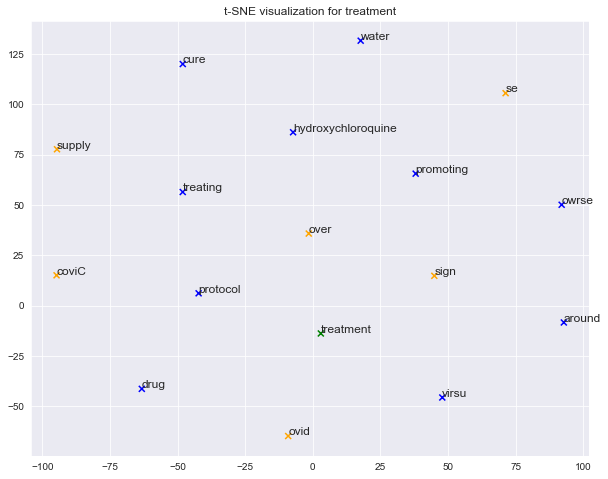 t-SNE visualization for treatment
125
100
75
50
25
0
−25
−50
water
cure
se
hydroxychloroquine
supply
promoting
treating
owrse
over
coviC
sign
protocol
around
treatment
drug
virsu
ovid
−100
−75
−50
−25
0
25
50
75
100